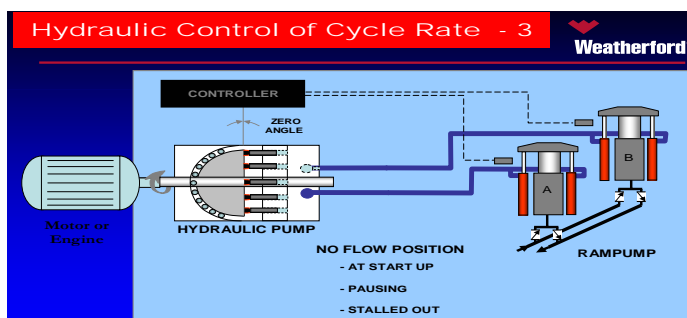 Hydraulic Control of Cycle Rate - 3
Weatherford
CONTROLLER
ZERO
ANGLE
B
A
Motor or
Engine
HYDRAULIC PUMP
NO FLOW POSITION
RAMPUMP
- AT START UP
- PAUSING
- STALLED OUT